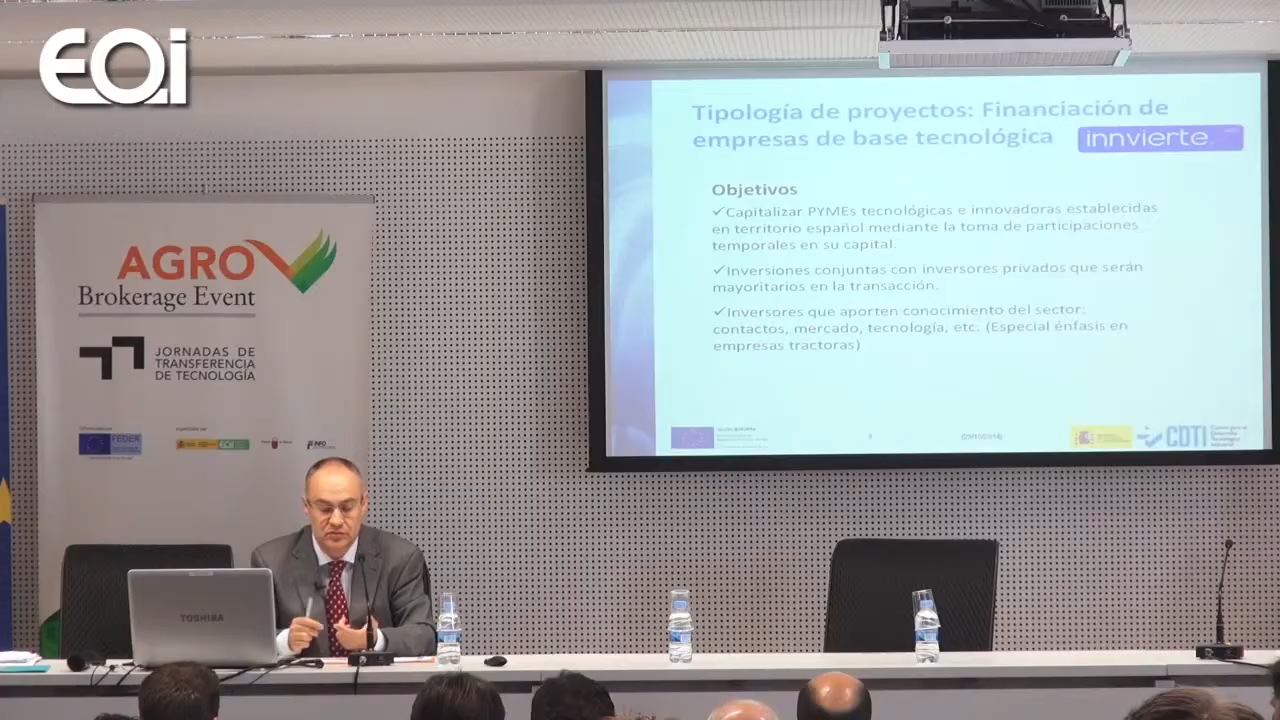 EOi
Tipología de proyectos: Financiación de
empresas de base tecnológica
innvierte
Objetivos
✓Capitalizar PYMEs tecnológicas e innovadoras establecidas
en territorio español mediante la toma de participaciones
temporales en su capital.
✓Inversiones conjuntas con inversores privados que serán
mayoritarios en la transacción.
✓Inversores que aporten conocimiento del sector:
contactos, mercado, tecnología, etc. (Especial énfasis en
empresas tractoras)
CDTI
AGRO
Brokerage Event
JORNADAS DE
TRANSFERENCIA
DE TECNOLOGÍA
FEDER
EOI
INFO
TOSHIBA